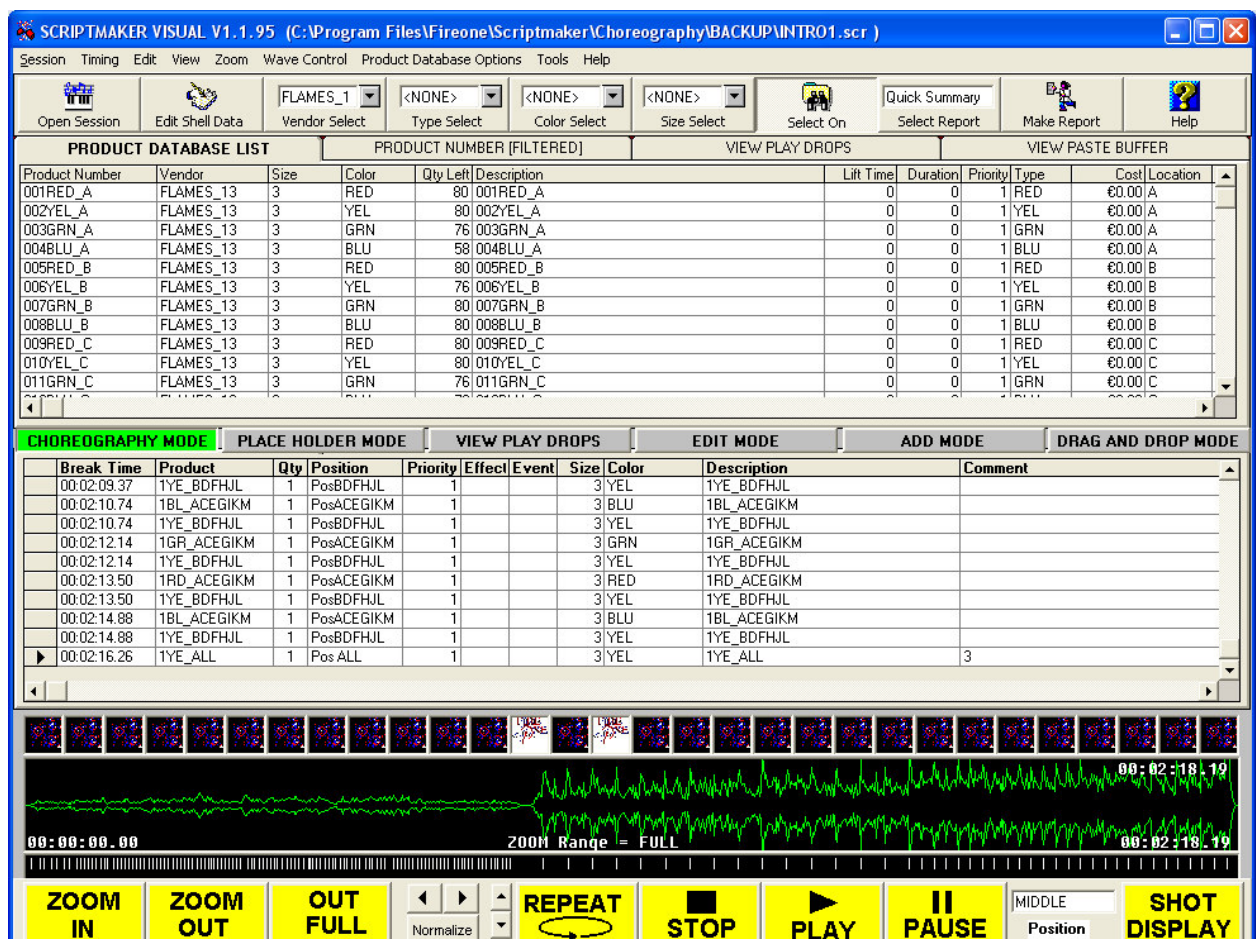 SCRIPTMAKER VISUAL V1.1.95 (C:\Program Files\Fireone\Scriptmaker\Choreography\BACKUP\INTRO1.scr )
Session Timing Edit View Zoom Wave Control Product Database Options Tools Help
FLAMES_1 <NONE> <NONE> <NONE> Quick Summary
Open Session Edit Shell Data Vendor Select Type Select Color Select Size Select Select On Select Report Make Report Help
PRODUCT DATABASE LIST PRODUCT NUMBER [FILTERED] VIEW PLAY DROPS VIEW PASTE BUFFER
Product Number Vendor Size Color Qty Left Description Lift Time Duration Priority Type Cost Location
001RED_A FLAMES_13 3 RED 80 001RED_A 0 0 1 RED €0.00 A
002YEL_A FLAMES_13 3 YEL 80 002YEL_A 0 0 1 YEL €0.00 A
003GRN_A FLAMES_13 3 GRN 76 003GRN_A 0 0 1 GRN €0.00 A
004BLU_A FLAMES_13 3 BLU 58 004BLU_A 0 0 1 BLU €0.00 A
005RED_B FLAMES_13 3 RED 80 005RED_B 0 0 1 RED €0.00 B
006YEL_B FLAMES_13 3 YEL 76 006YEL_B 0 0 1 YEL €0.00 B
007GRN_B FLAMES_13 3 GRN 80 007GRN_B 0 0 1 GRN €0.00 B
008BLU_B FLAMES_13 3 BLU 80 008BLU_B 0 0 1 BLU €0.00 B
009RED_C FLAMES_13 3 RED 80 009RED_C 0 0 1 RED €0.00 C
010YEL_C FLAMES_13 3 YEL 80 010YEL_C 0 0 1 YEL €0.00 C
011GRN_C FLAMES_13 3 GRN 76 011GRN_C 0 0 1 GRN €0.00 C
CHOREOGRAPHY MODE PLACE HOLDER MODE VIEW PLAY DROPS EDIT MODE ADD MODE DRAG AND DROP MODE
Break Time Product Qty Position Priority Effect Event Size Color Description Comment
00:02:09.37 1YE_BDFHJL 1 PosBDFHJL 1 3 YEL 1YE_BDFHJL
00:02:10.74 1BL_ACEGIKM 1 PosACEGIKM 1 3 BLU 1BL_ACEGIKM
00:02:10.74 1YE_BDFHJL 1 PosBDFHJL 1 3 YEL 1YE_BDFHJL
00:02:12.14 1GR_ACEGIKM 1 PosACEGIKM 1 3 GRN 1GR_ACEGIKM
00:02:12.14 1YE_BDFHJL 1 PosBDFHJL 1 3 YEL 1YE_BDFHJL
00:02:13.50 1RD_ACEGIKM 1 PosACEGIKM 1 3 RED 1RD_ACEGIKM
00:02:13.50 1YE_BDFHJL 1 PosBDFHJL 1 3 YEL 1YE_BDFHJL
00:02:14.88 1BL_ACEGIKM 1 PosACEGIKM 1 3 BLU 1BL_ACEGIKM
00:02:14.88 1YE_BDFHJL 1 PosBDFHJL 1 3 YEL 1YE_BDFHJL
00:02:16.26 1YE_ALL 1 Pos ALL 1 3 YEL 1YE_ALL 3
00:02:18.19
00:00:00.00 ZOOM Range = FULL 00:02:18.19
ZOOM IN ZOOM OUT OUT FULL Normalize REPEAT STOP PLAY PAUSE MIDDLE Position SHOT DISPLAY